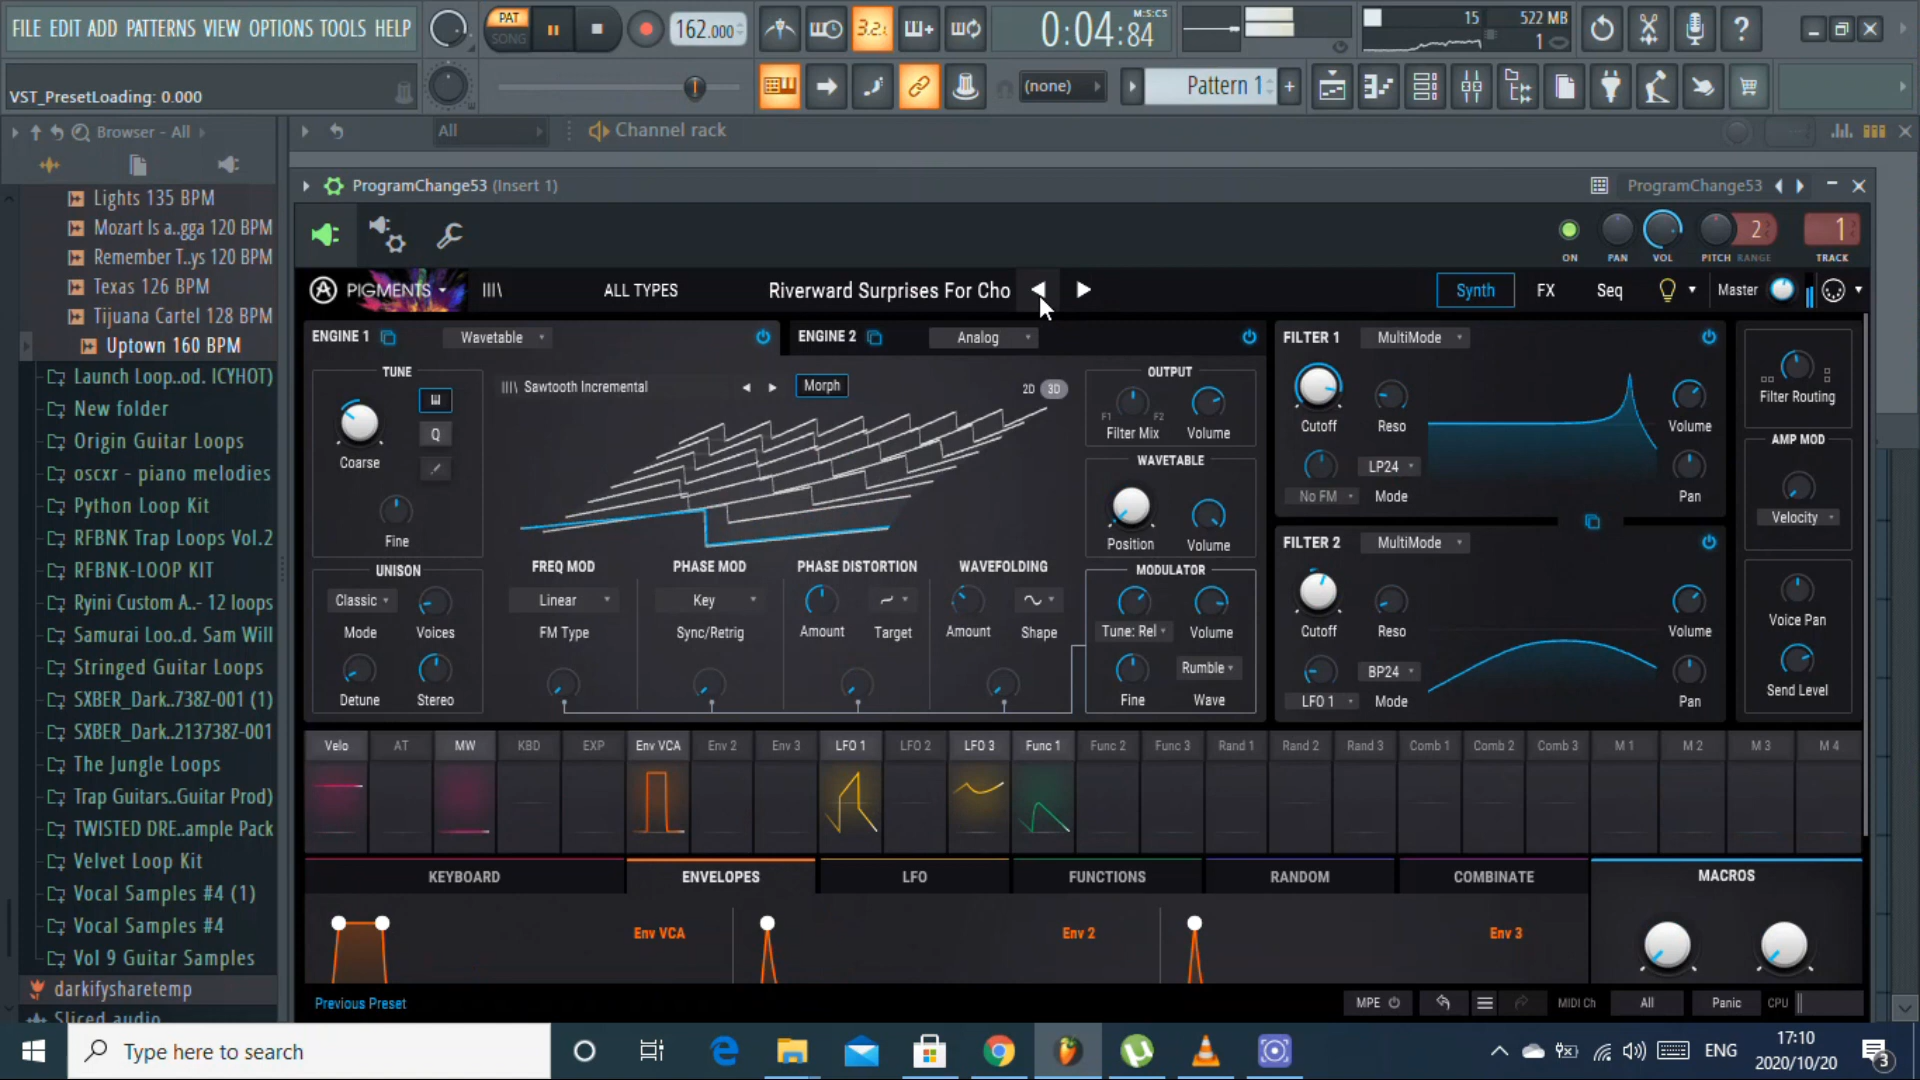 FILE EDIT ADD PATTERNS VIEW OPTIONS TOOLS HELP
PAT
SONG
162.000
3.2.
0:04:84
M:S:CS
15
522 MB
1
VST_PresetLoading: 0.000
(none)
Pattern 1
Browser - All
All
Channel rack
Lights 135 BPM
Mozart Is a..gga 120 BPM
Remember T..ys 120 BPM
Texas 126 BPM
Tijuana Cartel 128 BPM
Uptown 160 BPM
Launch Loop..od. ICYHOT)
New folder
Origin Guitar Loops
oscxr - piano melodies
Python Loop Kit
RFBNK Trap Loops Vol.2
RFBNK-LOOP KIT
Ryini Custom A..- 12 loops
Samurai Loo..d. Sam Will
Stringed Guitar Loops
SXBER_Dark..738Z-001 (1)
SXBER_Dark..213738Z-001
The Jungle Loops
Trap Guitars..Guitar Prod)
TWISTED DRE..ample Pack
Velvet Loop Kit
Vocal Samples #4 (1)
Vocal Samples #4
Vol 9 Guitar Samples
darkifysharetemp
Sliced audio
ProgramChange53 (Insert 1)
ProgramChange53
ON PAN VOL PITCH RANGE TRACK
2
1
PIGMENTS
ALL TYPES
Riverward Surprises For Cho
Synth
FX
Seq
Master
ENGINE 1
Wavetable
ENGINE 2
Analog
TUNE
Coarse
Q
Fine
Sawtooth Incremental
Morph
2D 3D
OUTPUT
F1 F2
Filter Mix
Volume
WAVETABLE
Position
Volume
UNISON
Classic
Mode
Voices
Detune
Stereo
FREQ MOD
Linear
FM Type
PHASE MOD
Key
Sync/Retrig
PHASE DISTORTION
Amount
Target
WAVEFOLDING
Amount
Shape
MODULATOR
Tune: Rel
Volume
Rumble
Fine
Wave
FILTER 1
MultiMode
Cutoff
Reso
Volume
No FM
LP24
Mode
Pan
FILTER 2
MultiMode
Cutoff
Reso
Volume
LFO 1
BP24
Mode
Pan
Filter Routing
AMP MOD
Velocity
Voice Pan
Send Level
Velo AT MW KBD EXP Env VCA Env 2 Env 3 LFO 1 LFO 2 LFO 3 Func 1 Func 2 Func 3 Rand 1 Rand 2 Rand 3 Comb 1 Comb 2 Comb 3 M 1 M 2 M 3 M 4
KEYBOARD
ENVELOPES
LFO
FUNCTIONS
RANDOM
COMBINATE
MACROS
Env VCA
Env 2
Env 3
Previous Preset
MPE
MIDI Ch
All
Panic
CPU
Type here to search
ENG
17:10
2020/10/20
3